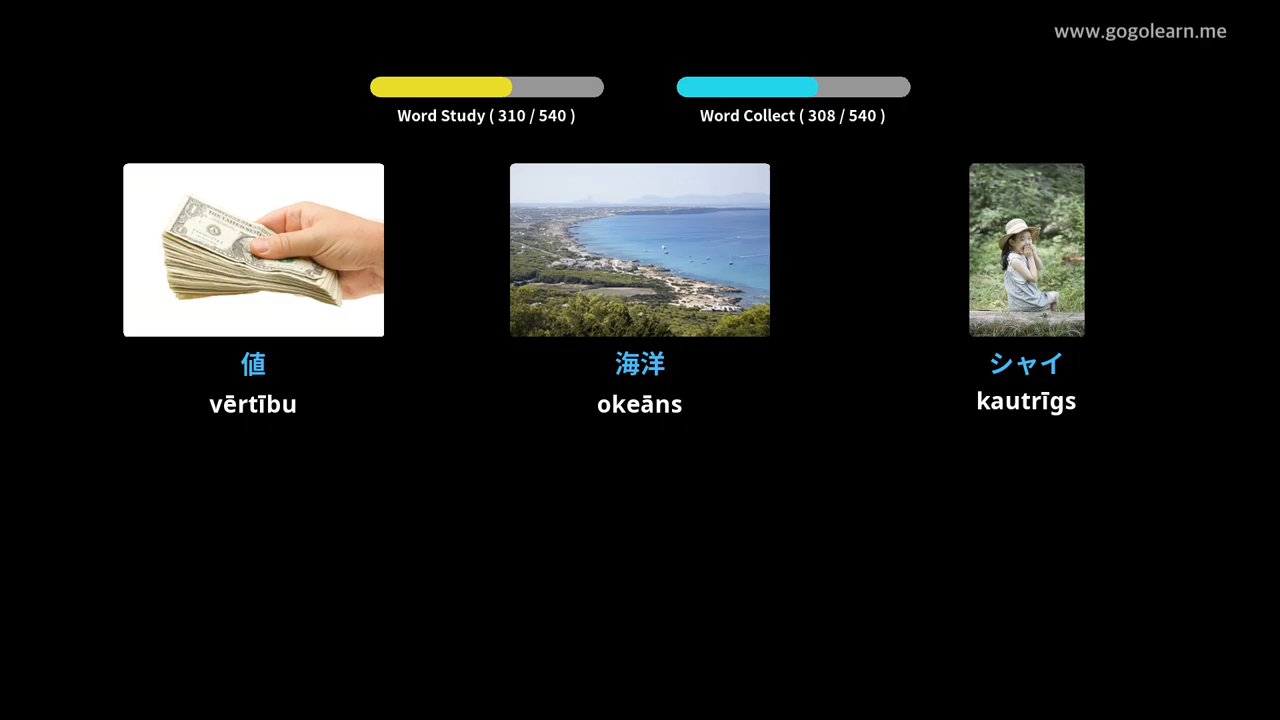 www.gogolearn.me
Word Study ( 310 / 540 )
Word Collect ( 308 / 540 )
値
海洋
シャイ
vērtību
okeāns
kautrīgs